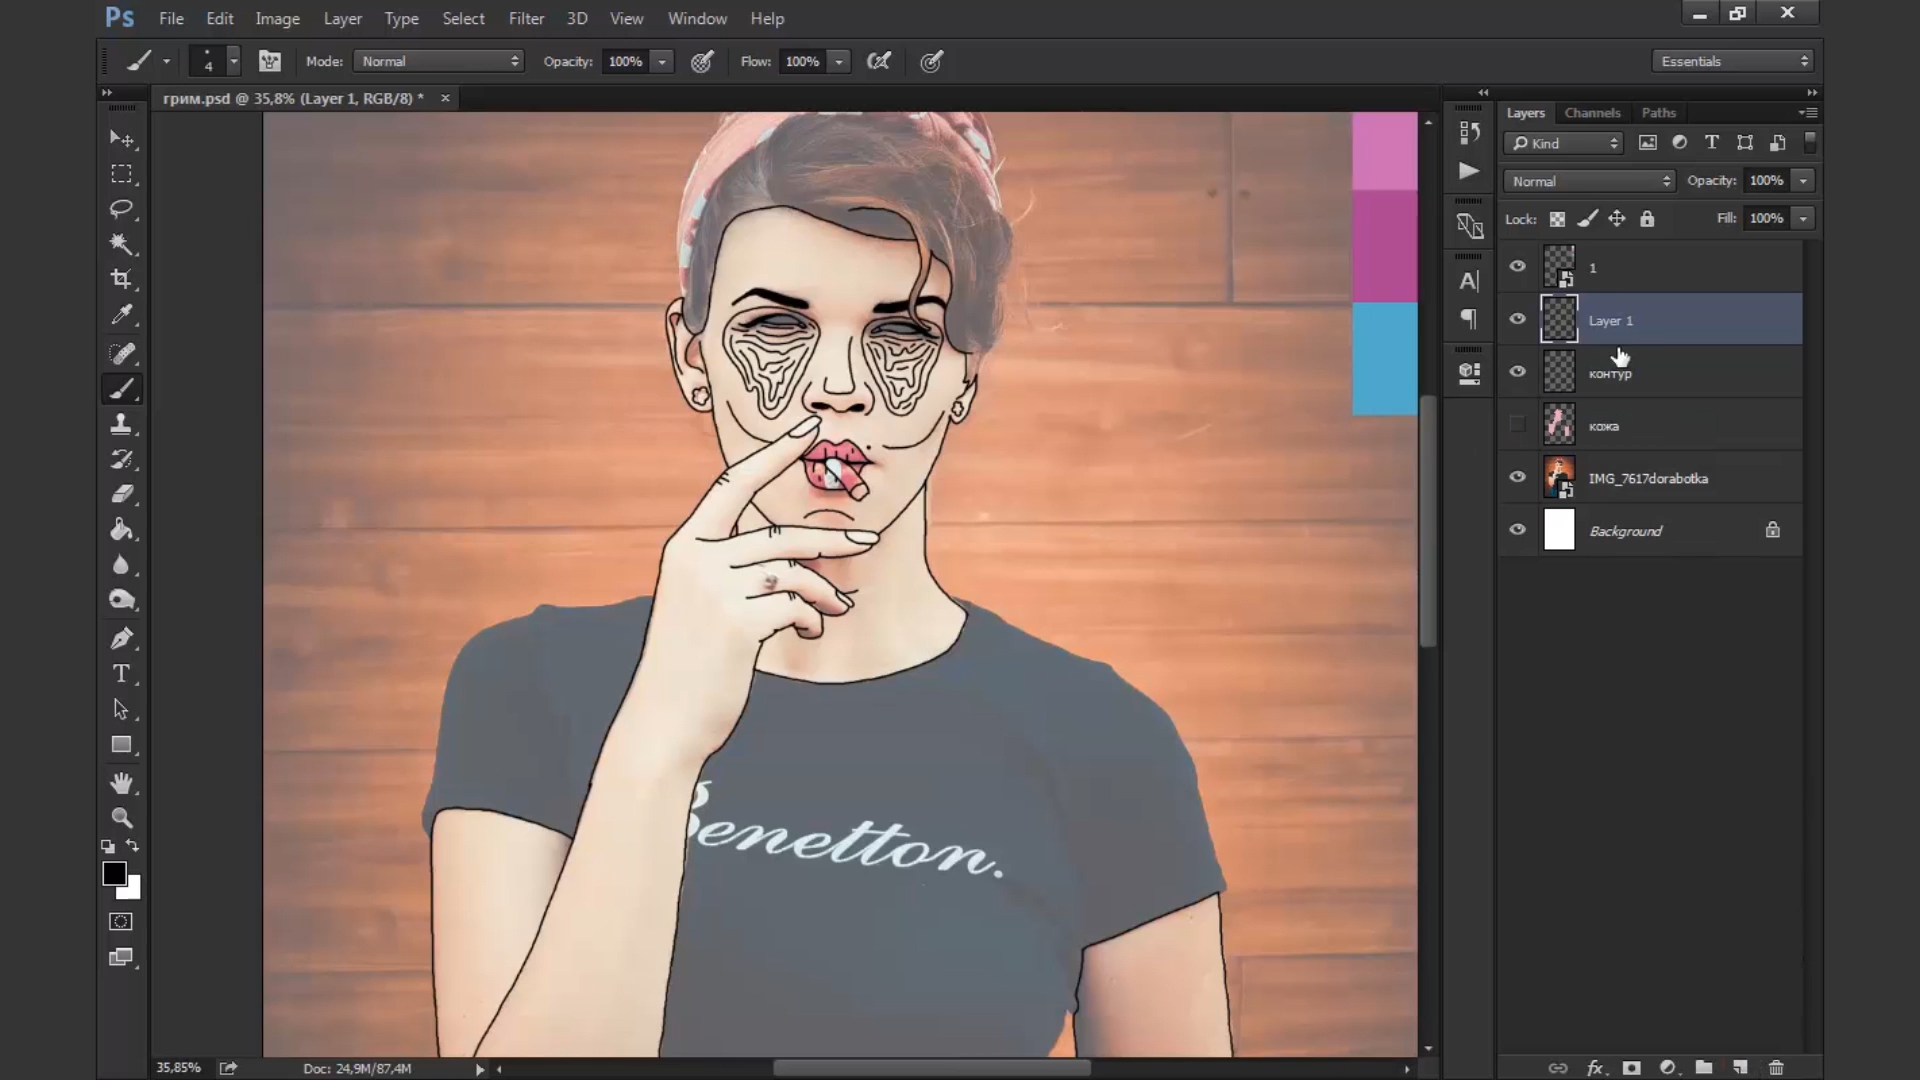 Ps File Edit Image Layer Type Select Filter 3D View Window Help
4 Mode: Normal Opacity: 100% Flow: 100% Essentials
грим.psd @ 35,8% (Layer 1, RGB/8) *
Layers Channels Paths
Kind
Normal Opacity: 100%
Lock: Fill: 100%
1
Layer 1
контур
кожа
IMG_7617dorabotka
Background
Benetton.
35,85% Doc: 24,9M/87,4M
fx